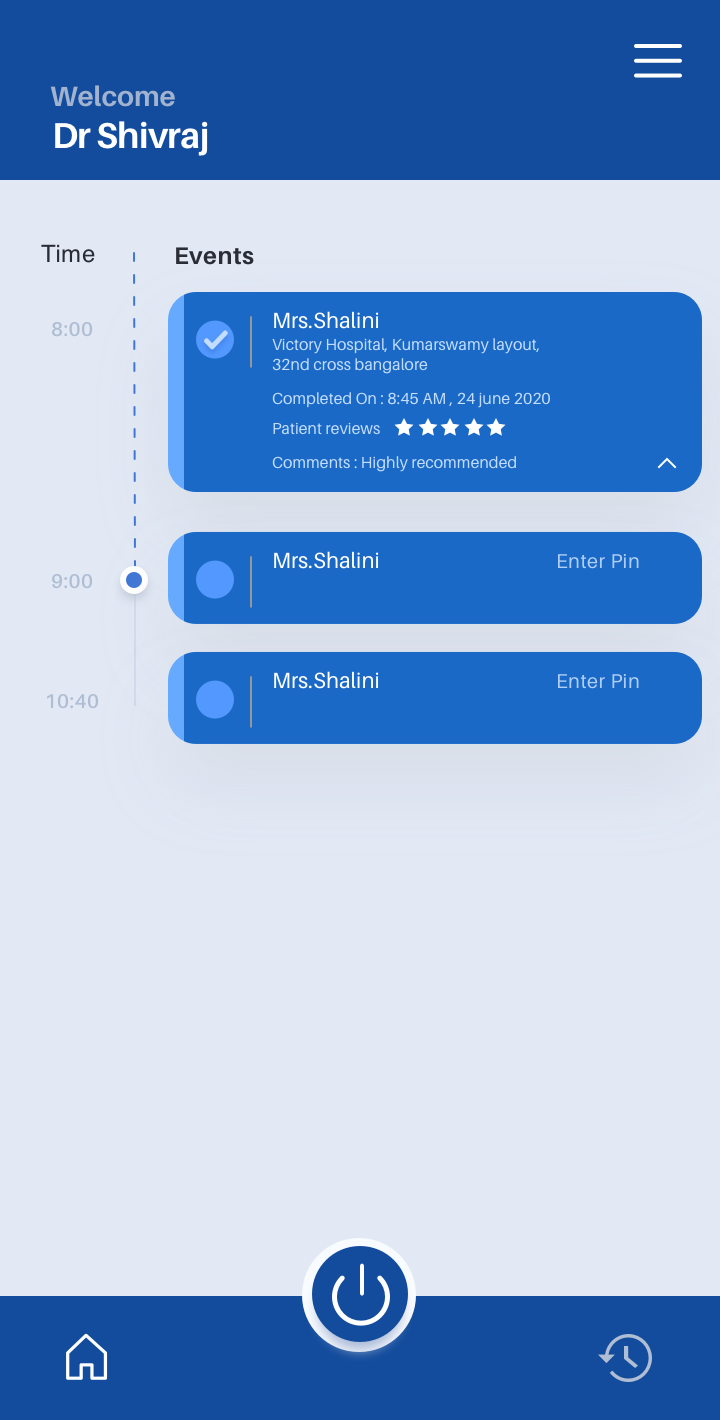 Welcome
Dr Shivraj
Time
Events
8:00
Mrs.Shalini
Victory Hospital, Kumarswamy layout,
32nd cross bangalore
Completed On : 8:45 AM , 24 june 2020
Patient reviews
Comments : Highly recommended
9:00
Mrs.Shalini
Enter Pin
10:40
Mrs.Shalini
Enter Pin